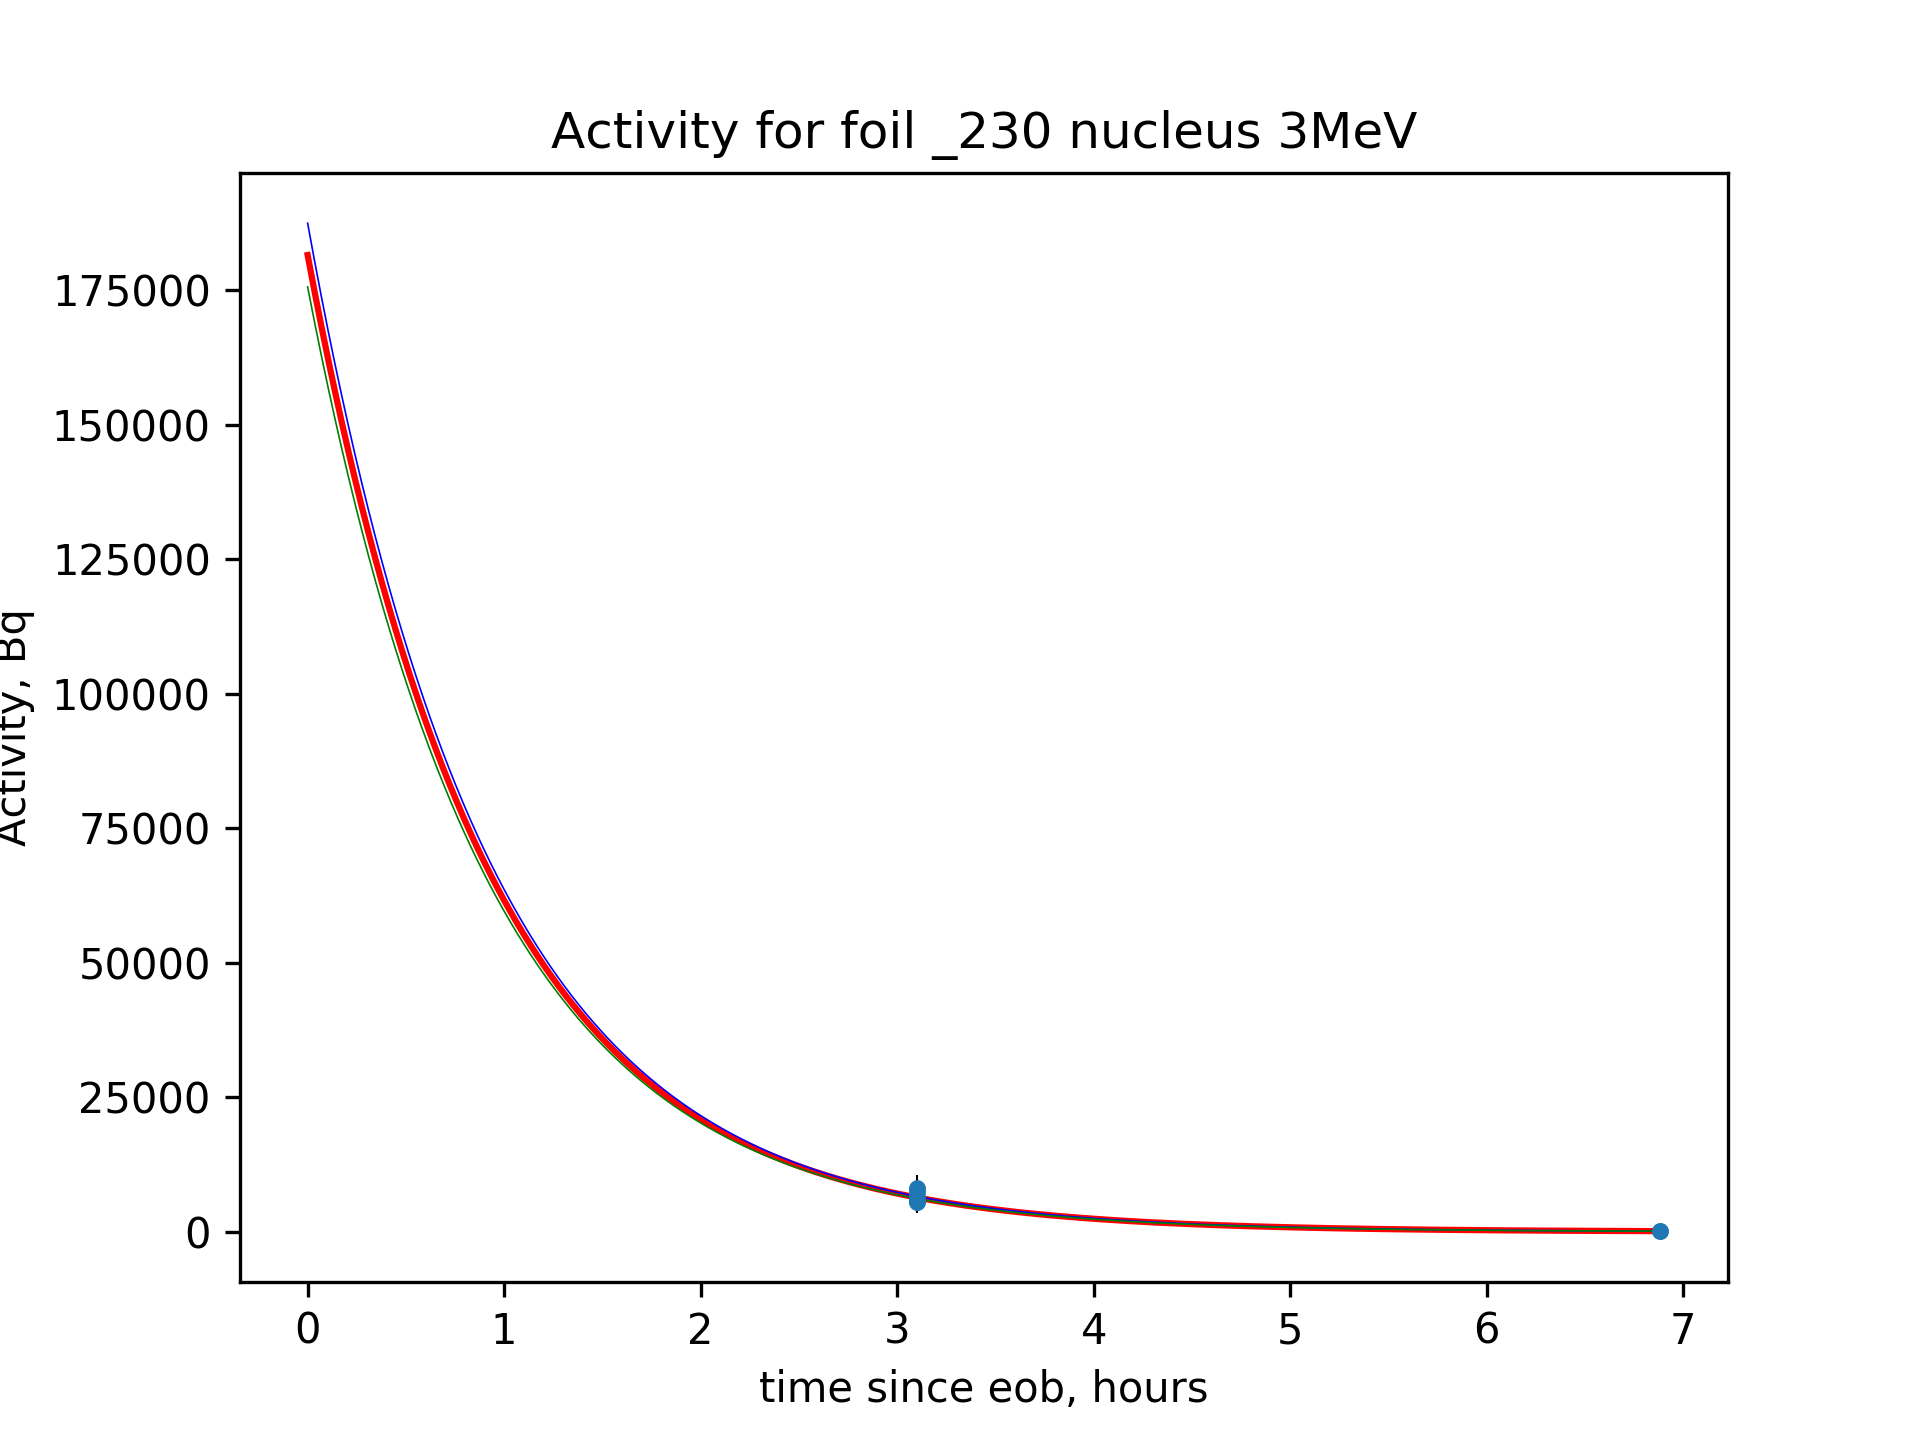 Activity for foil _230 nucleus 3MeV
175000
150000
125000
100000
75000
50000
25000
0
Activity, Bq
0 1 2 3 4 5 6 7
time since eob, hours